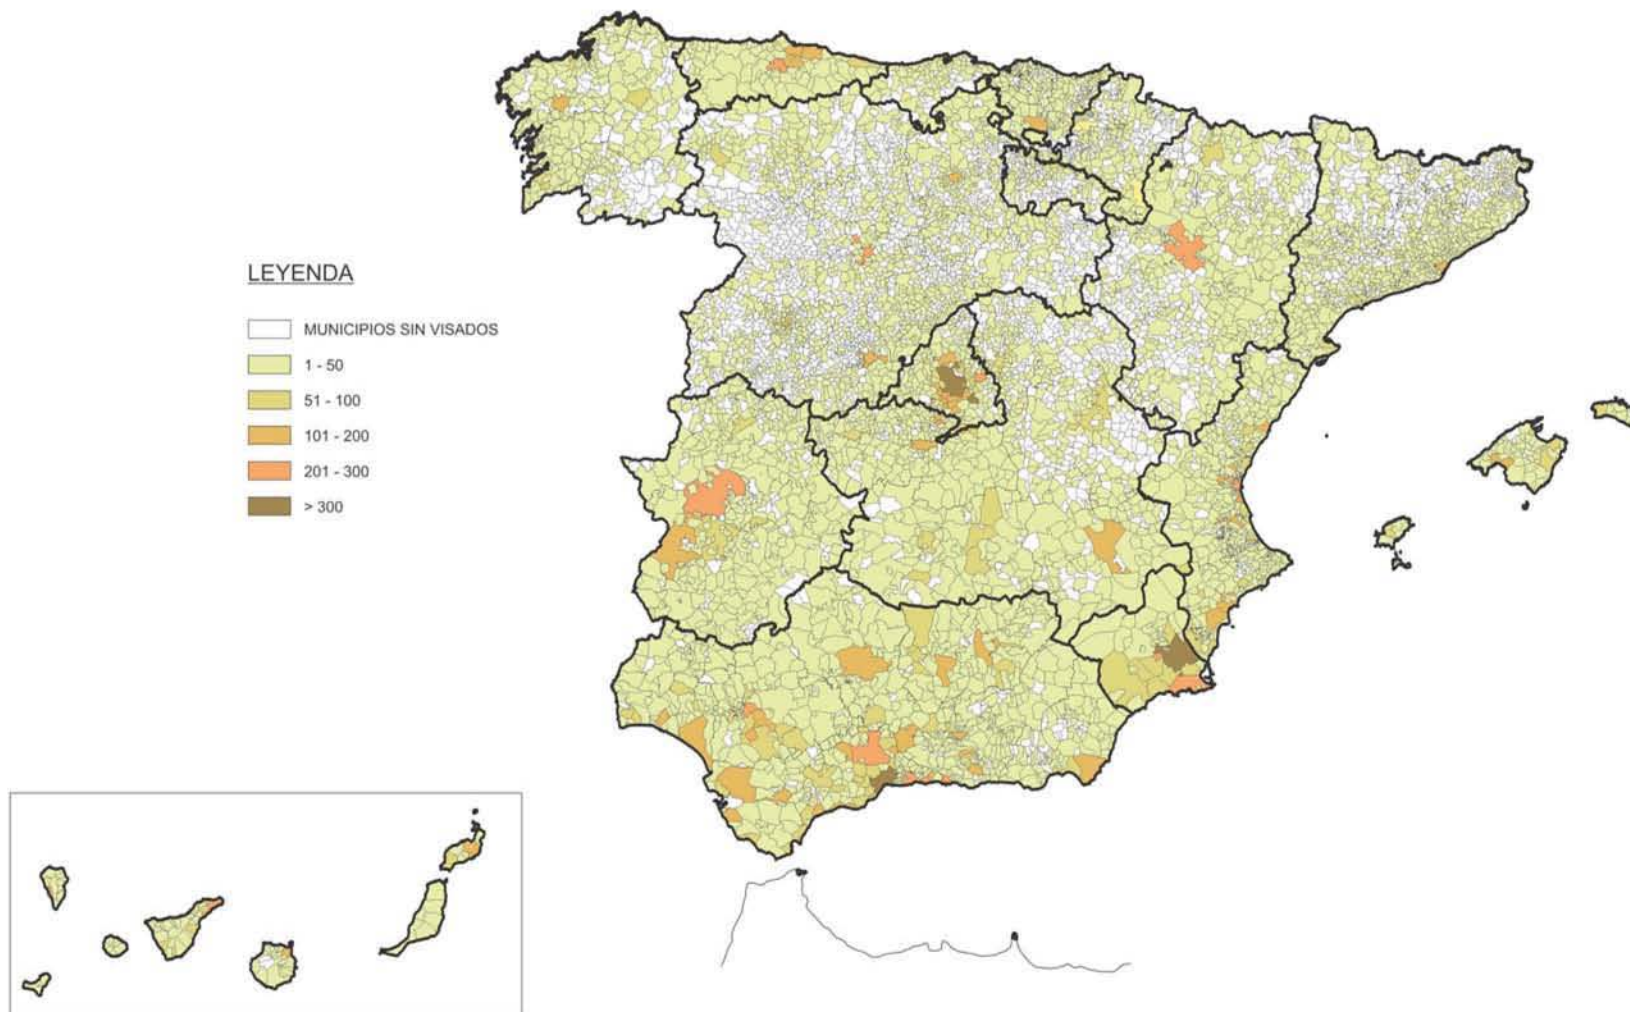 LEYENDA
MUNICIPIOS SIN VISADOS
1 - 50
51 - 100
101 - 200
201 - 300
> 300